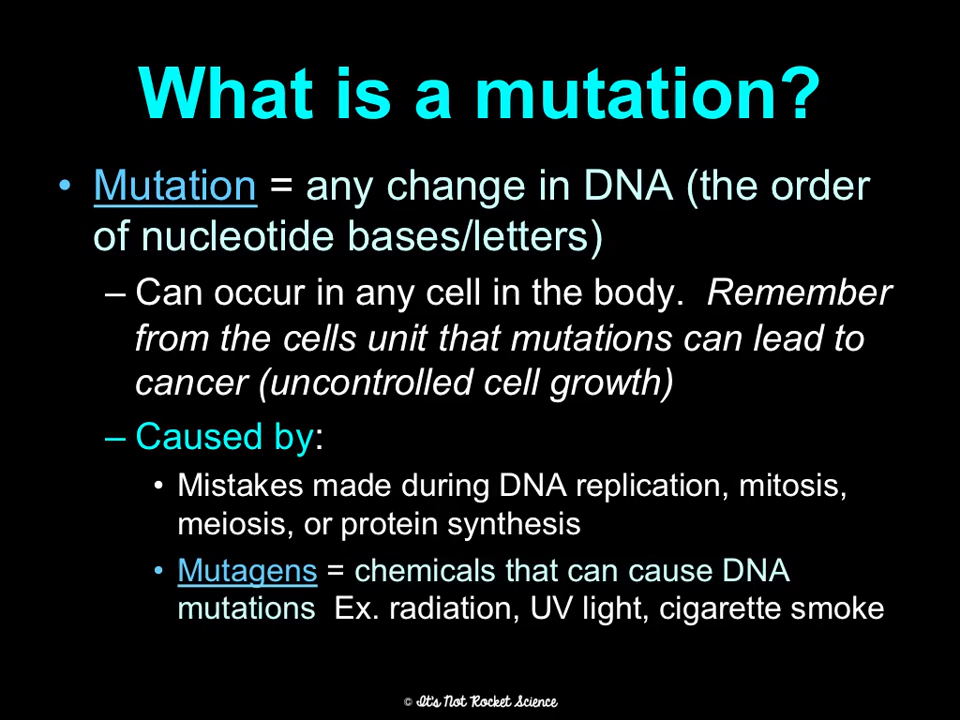 What is a mutation?
• Mutation = any change in DNA (the order
of nucleotide bases/letters)
– Can occur in any cell in the body.  Remember
from the cells unit that mutations can lead to
cancer (uncontrolled cell growth)
– Caused by:
• Mistakes made during DNA replication, mitosis,
meiosis, or protein synthesis
• Mutagens = chemicals that can cause DNA
mutations  Ex. radiation, UV light, cigarette smoke
© It's Not Rocket Science